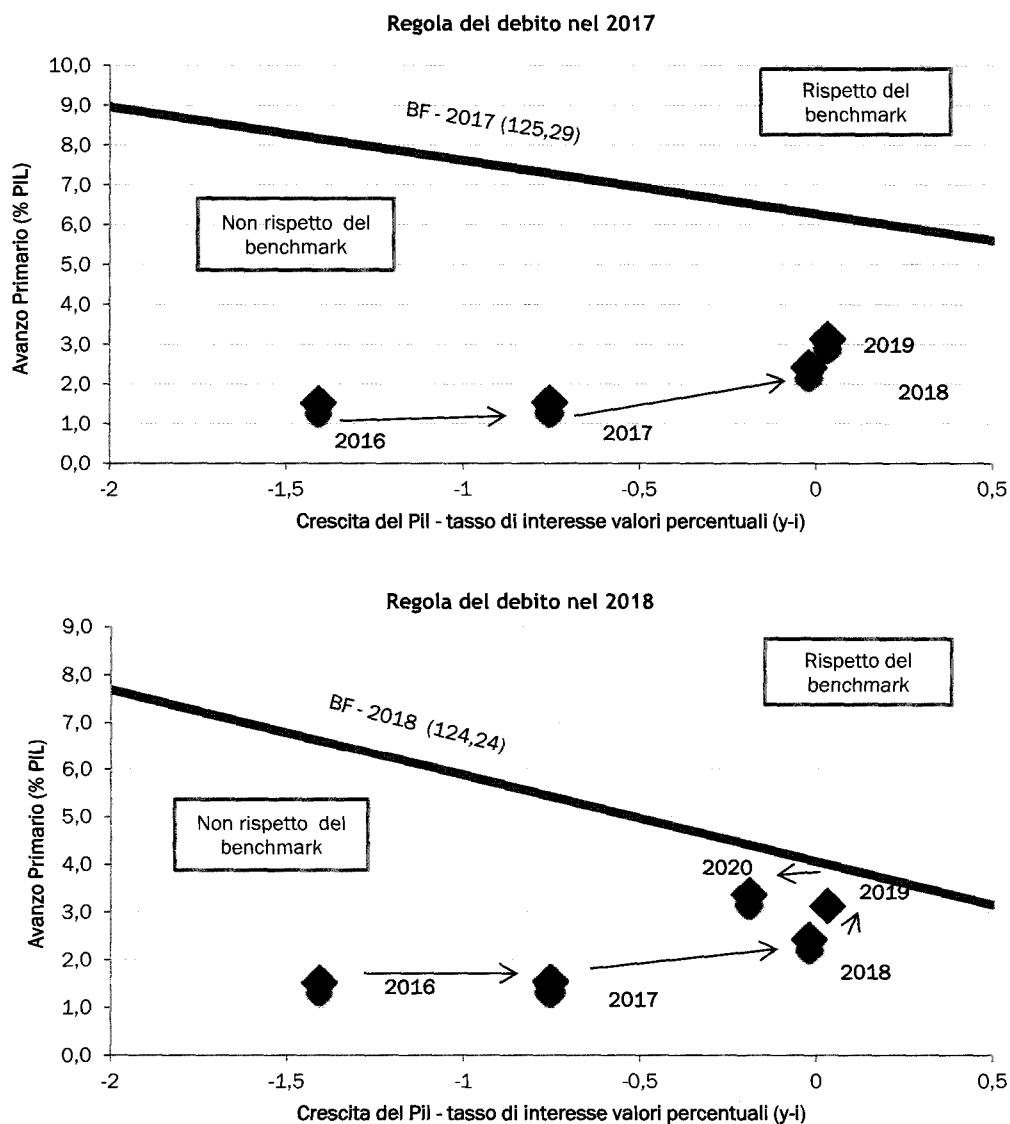 Regola del debito nel 2017
10,0
9,0
8,0
7,0
6,0
5,0
4,0
3,0
2,0
1,0
0,0
Avanzo Primario (% PIL)
BF - 2017 (125,29)
Rispetto del
benchmark
Non rispetto del
benchmark
2016
2017
2019
2018
-2
-1,5
-1
-0,5
0
0,5
Crescita del Pil - tasso di interesse valori percentuali (y-i)
Regola del debito nel 2018
9,0
8,0
7,0
6,0
5,0
4,0
3,0
2,0
1,0
0,0
Avanzo Primario (% PIL)
BF - 2018 (124,24)
Rispetto del
benchmark
Non rispetto del
benchmark
2020
2019
2016
2017
2018
-2
-1,5
-1
-0,5
0
0,5
Crescita del Pil - tasso di interesse valori percentuali (y-i)